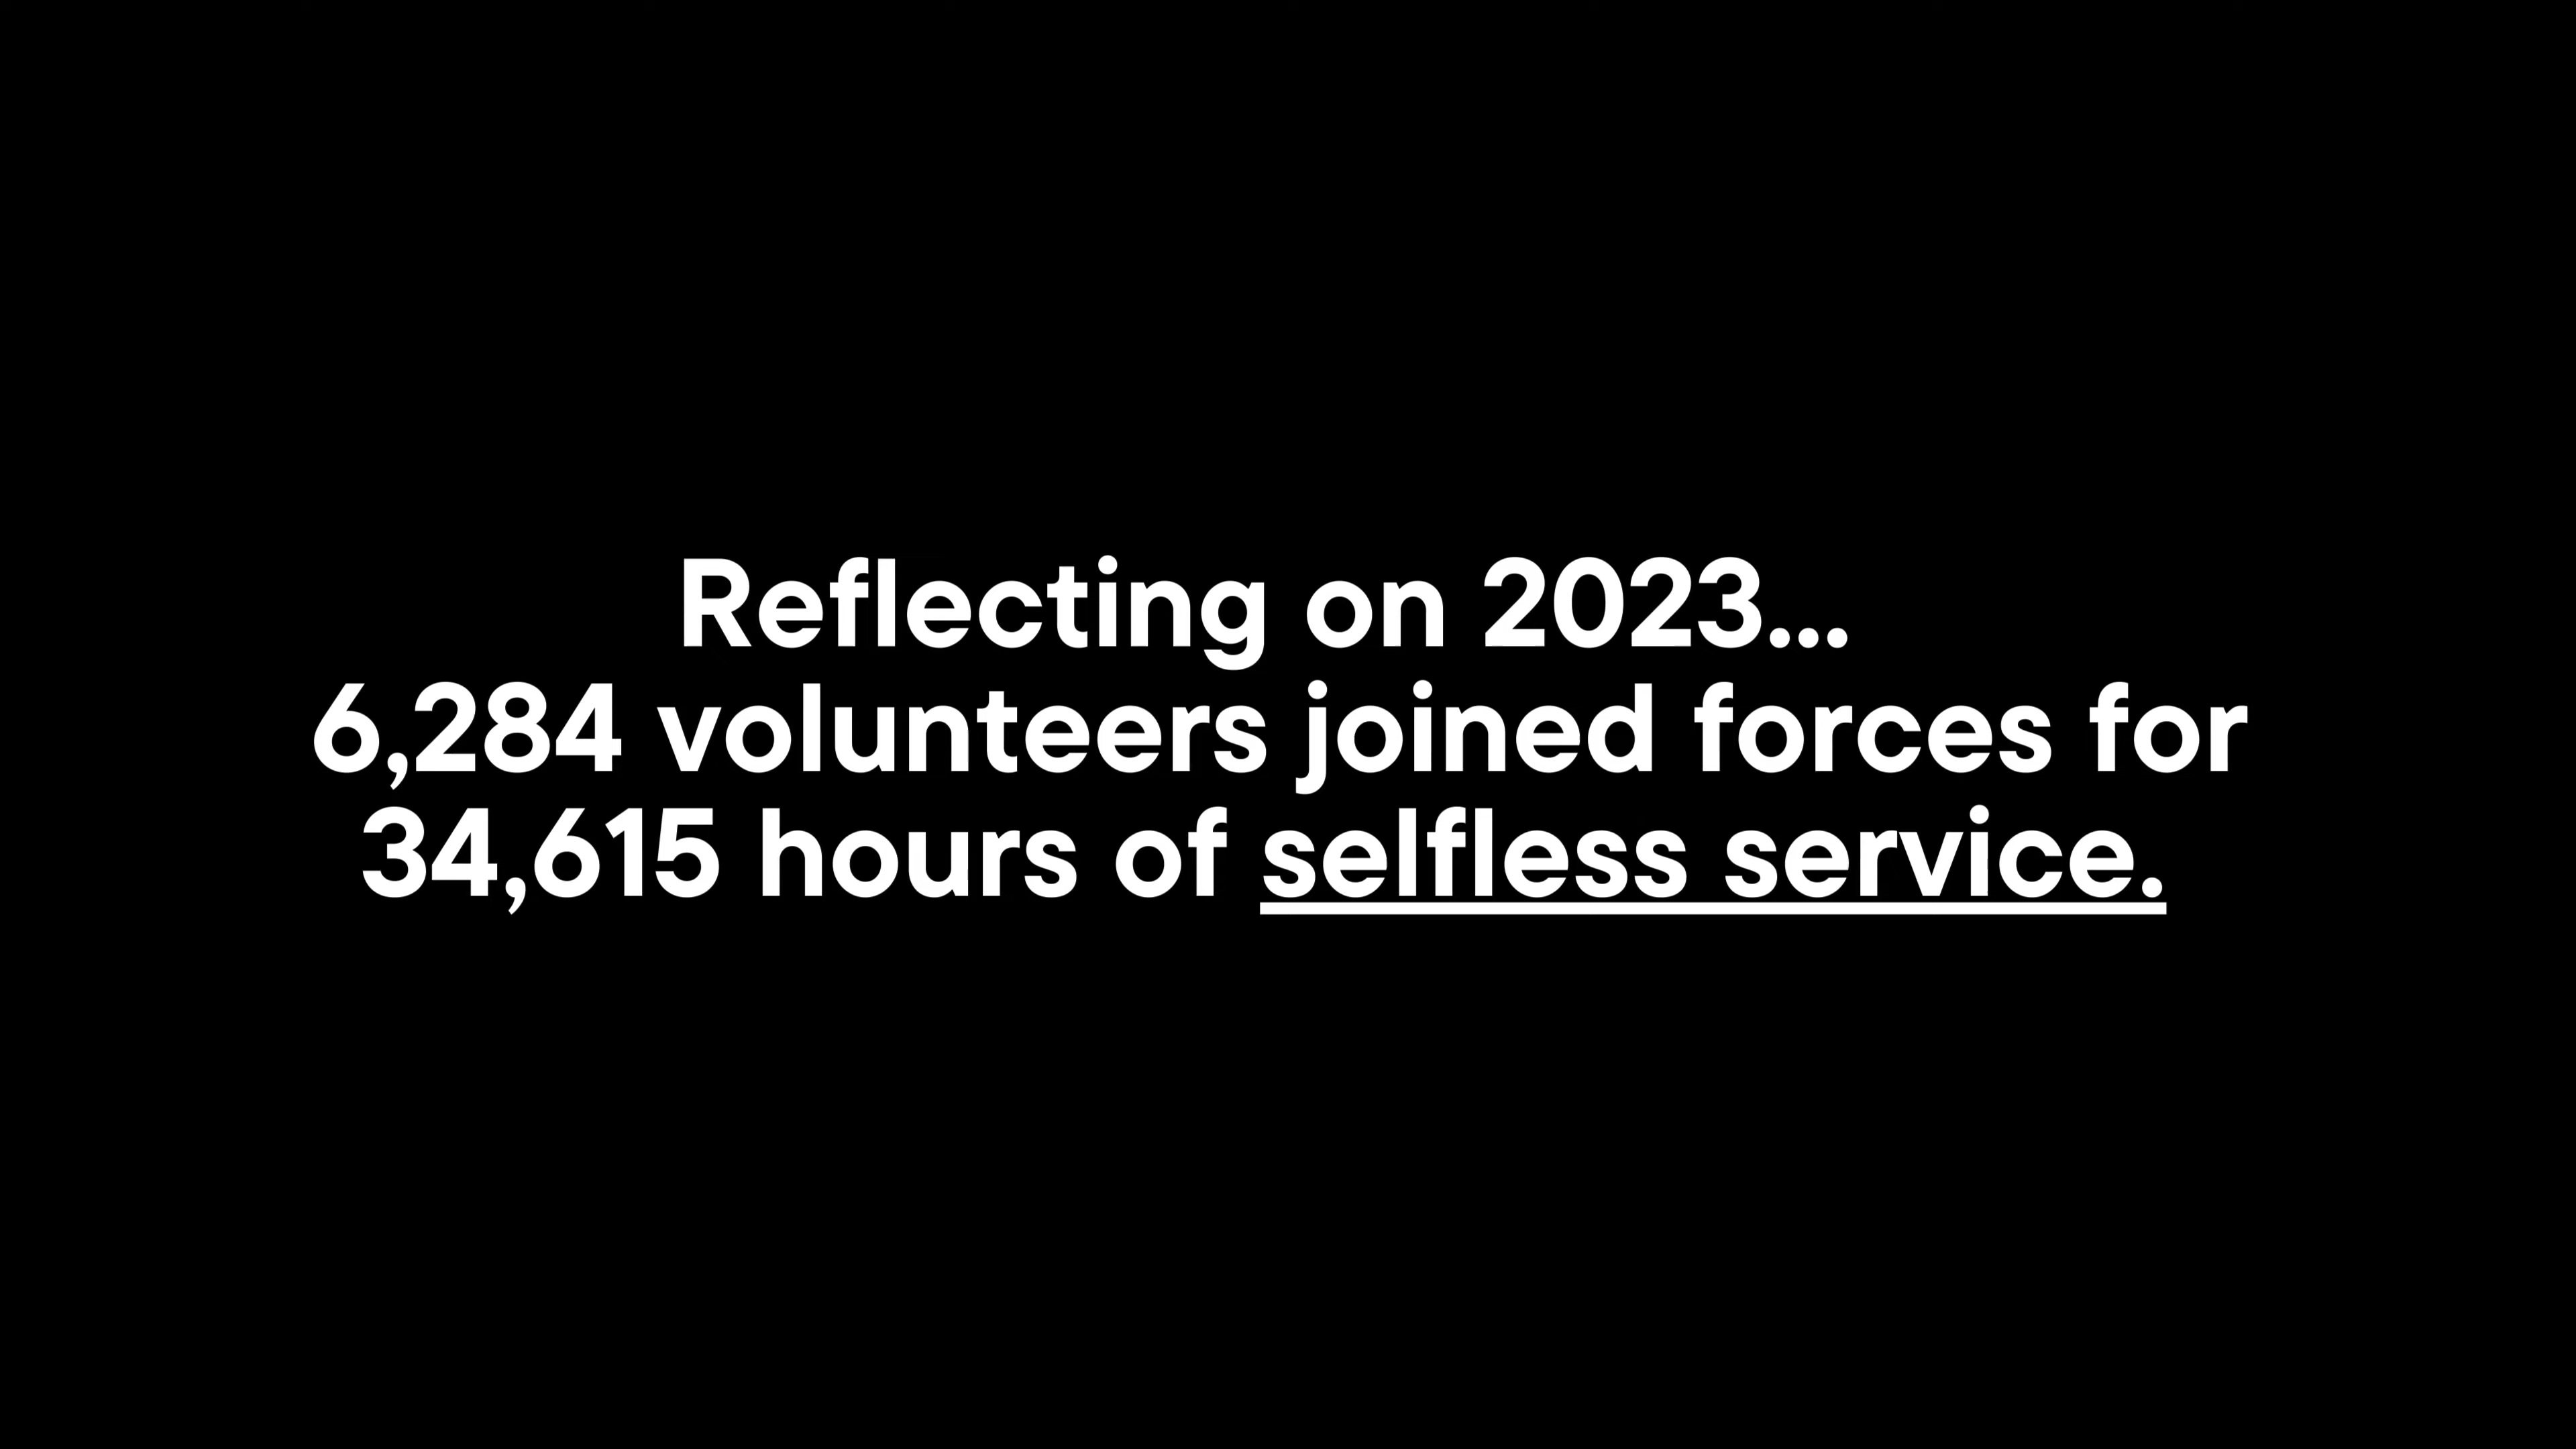 Reflecting on 2023...
6,284 volunteers joined forces for
34,615 hours of selfless service.